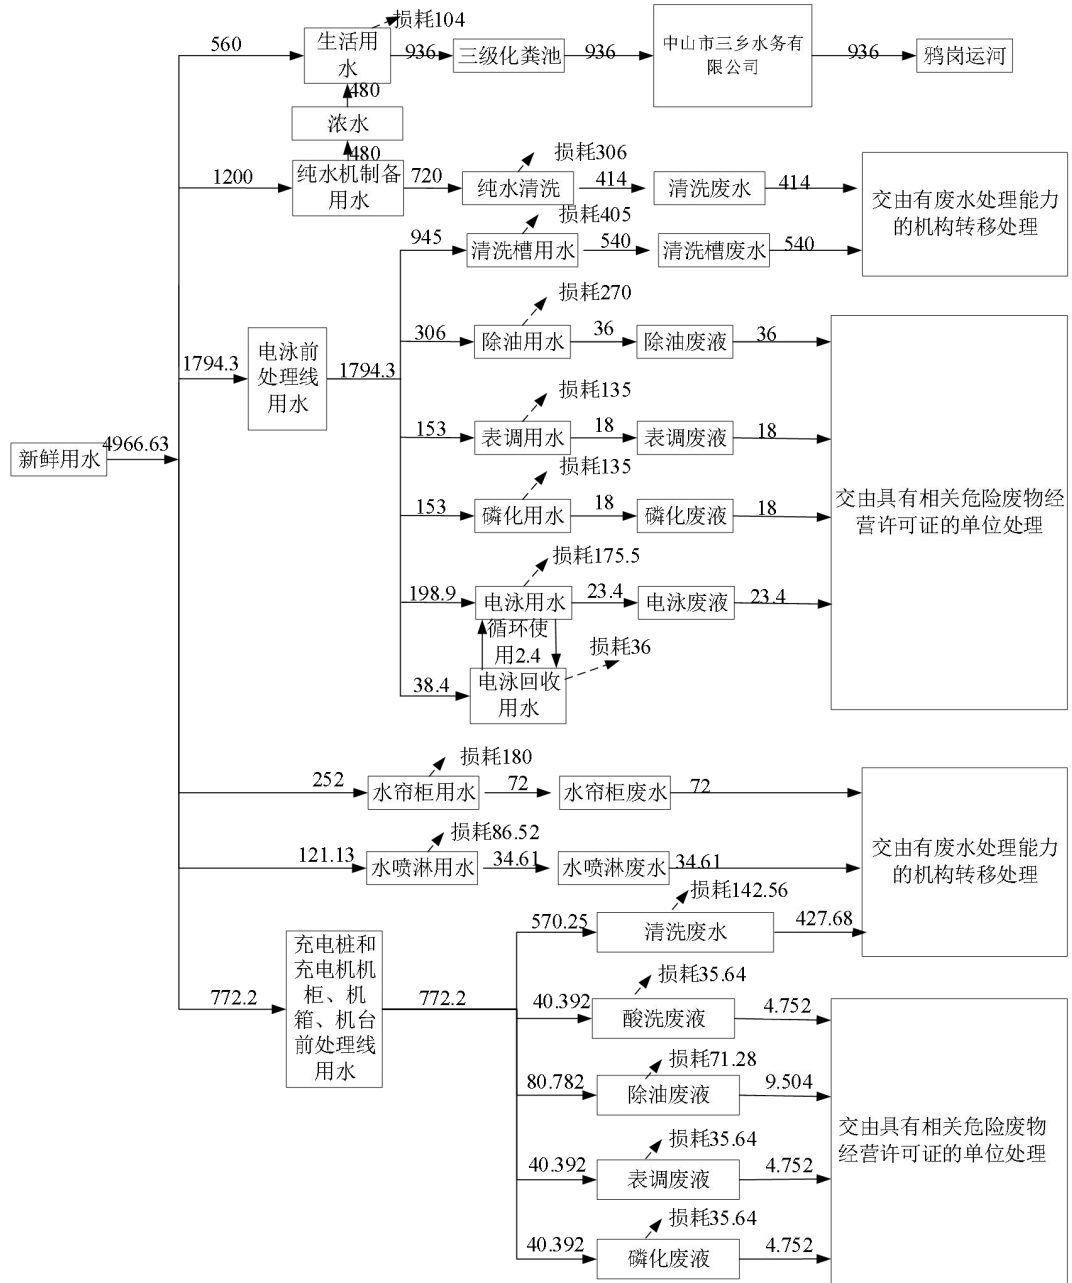 损耗104
560
生活用
水
936
三级化粪池
936
中山市三乡水务有
限公司
936
鸦岗运河
480
浓水
480
1200
纯水机制备
用水
720
损耗306
纯水清洗
414
清洗废水
414
交由有废水处理能力
的机构转移处理
945
损耗405
清洗槽用水
540
清洗槽废水
540
损耗270
306
除油用水
36
除油废液
36
1794.3
电泳前
处理线
用水
1794.3
损耗135
153
表调用水
18
表调废液
18
新鲜用水
4966.63
损耗135
153
磷化用水
18
磷化废液
18
交由具有相关危险废物经
营许可证的单位处理
损耗175.5
198.9
电泳用水
23.4
电泳废液
23.4
循环使
用2.4
损耗36
38.4
电泳回收
用水
损耗180
252
水帘柜用水
72
水帘柜废水
72
损耗86.52
121.13
水喷淋用水
34.61
水喷淋废水
34.61
交由有废水处理能力
的机构转移处理
损耗142.56
570.25
清洗废水
427.68
772.2
充电桩和
充电机机
柜、机
箱、机台
前处理线
用水
772.2
损耗35.64
40.392
酸洗废液
4.752
损耗71.28
80.782
除油废液
9.504
交由具有相关危险废物
经营许可证的单位处理
损耗35.64
40.392
表调废液
4.752
损耗35.64
40.392
磷化废液
4.752